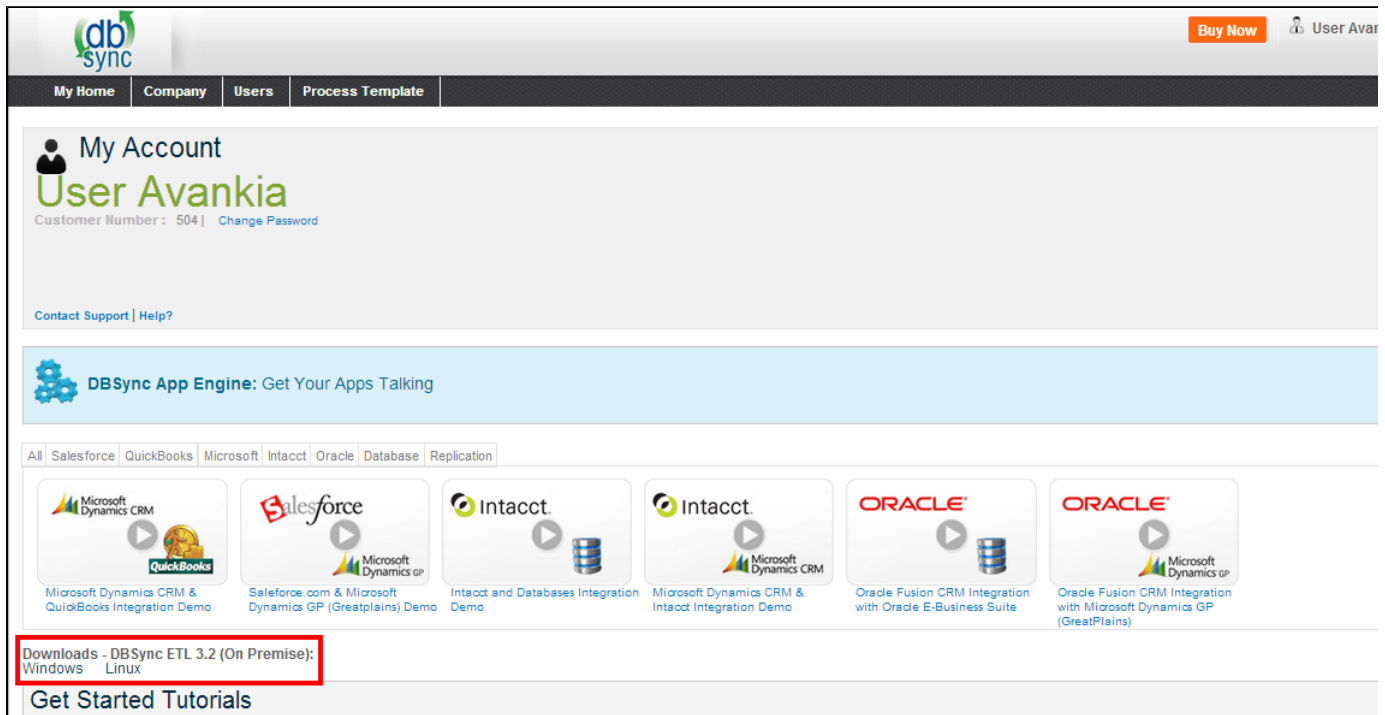 db
sync
Buy Now
User Avar
My Home Company Users Process Template
My Account
User Avankia
Customer Number : 504 | Change Password
Contact Support | Help?
DBSync App Engine: Get Your Apps Talking
All Salesforce QuickBooks Microsoft Intacct Oracle Database Replication
Microsoft
Dynamics CRM
QuickBooks
Microsoft Dynamics CRM &
QuickBooks Integration Demo
Salesforce
Microsoft
Dynamics GP
Saleforce.com & Microsoft
Dynamics GP (Greatplains) Demo
Intacct.
Intacct and Databases Integration
Demo
Intacct.
Microsoft
Dynamics CRM
Microsoft Dynamics CRM &
Intacct Integration Demo
ORACLE
Oracle Fusion CRM Integration
with Oracle E-Business Suite
ORACLE
Microsoft
Dynamics GP
Oracle Fusion CRM Integration
with Microsoft Dynamics GP
(GreatPlains)
Downloads - DBSync ETL 3.2 (On Premise):
Windows Linux
Get Started Tutorials